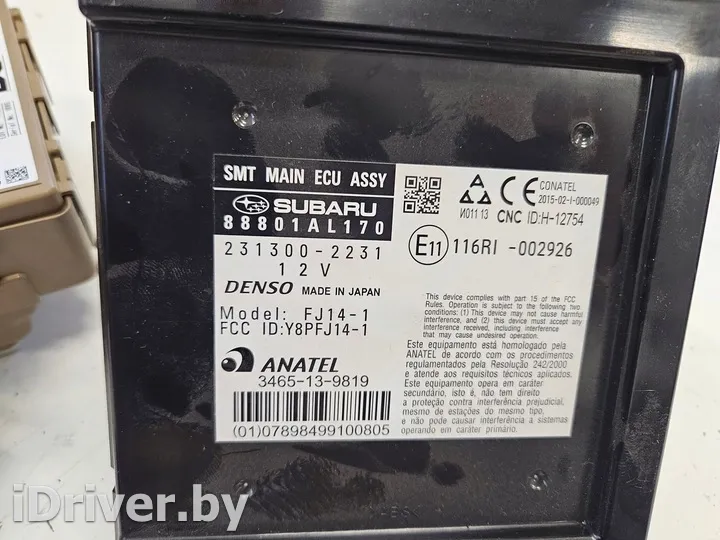 SMT MAIN ECU ASSY
SUBARU
88801AL170
231300-2231
12V
DENSO MADE IN JAPAN
Model: FJ14-1
FCC ID:Y8PFJ14-1
ANATEL
3465-13-9819
(01)07898499100805
CE
CONATEL
2015-02-I-000049
И011 13 CNC ID:H-12754
E11 116RI -002926
This device complies with part 15 of the FCC
Rules. Operation is subject to the following two
conditions: (1) This device may not cause harmful
interference, and (2) this device must accept
any interference received, including interference
that may cause undesired operation.
Este equipamento está homologado pela
ANATEL de acordo com os procedimentos
regulamentados pela Resolução 242/2000
e atende aos requisitos técnicos aplicados.
Este equipamento opera em caráter
secundário, isto é, não tem direito
a proteção contra interferência prejudicial,
mesmo de estações do mesmo tipo,
e não pode causar interferência a sistemas
operando em caráter primário.
iDriver.by